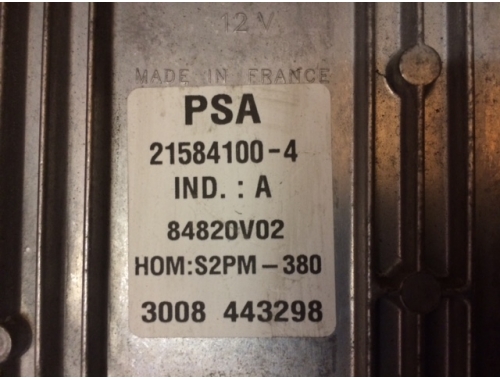 12 V
MADE IN FRANCE
PSA
21584100-4
IND. : A
84820V02
HOM:S2PM-380
3008 443298